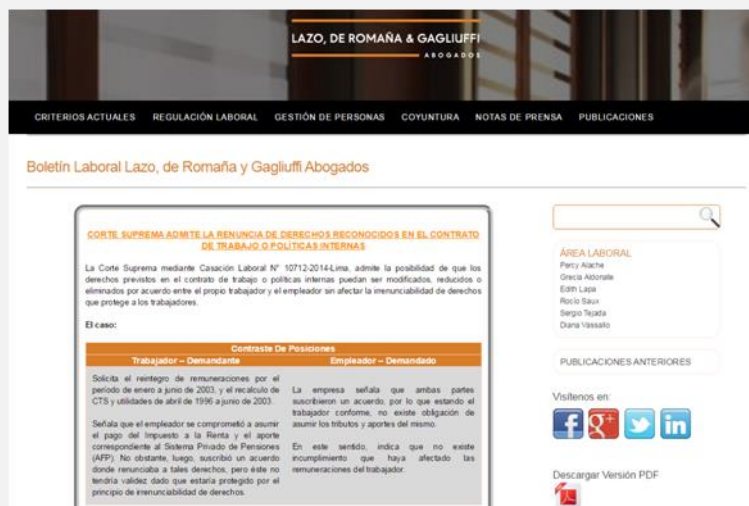 LAZO, DE ROMAÑA & GAGLIUFFI
ABOGADOS
CRITERIOS ACTUALES REGULACIÓN LABORAL GESTIÓN DE PERSONAS COYUNTURA NOTAS DE PRENSA PUBLICACIONES
Boletín Laboral Lazo, de Romaña y Gagliuffi Abogados
CORTE SUPREMA ADMITE LA RENUNCIA DE DERECHOS RECONOCIDOS EN EL CONTRATO
DE TRABAJO O POLÍTICAS INTERNAS
La Corte Suprema mediante Casación Laboral N° 10712-2014-Lima, admite la posibilidad de que los
derechos previstos en el contrato de trabajo o políticas internas puedan ser modificados, reducidos o
eliminados por acuerdo entre el propio trabajador y el empleador sin afectar la irrenunciabilidad de derechos
que protege a los trabajadores.
El caso:
Contraste De Posiciones
Trabajador – Demandante
Solicita el reintegro de remuneraciones por el
período de enero a junio de 2003, y el recalculo de
CTS y utilidades de abril de 1996 a junio de 2003.
Señala que el empleador se comprometió a asumir
el pago del Impuesto a la Renta y el aporte
correspondiente al Sistema Privado de Pensiones
(AFP). No obstante, luego, suscribió un acuerdo
donde renunciaba a tales derechos, pero éste no
tendría validez dado que estaría protegido por el
principio de irrenunciabilidad de derechos.
Empleador – Demandado
La empresa señala que ambas partes
suscribieron un acuerdo, por lo que estando el
trabajador conforme, no existe obligación de
asumir los tributos y aportes del mismo.
En este sentido, indica que no existe
incumplimiento que haya afectado las
remuneraciones del trabajador.
ÁREA LABORAL
Percy Alache
Grecia Aldonate
Edith Lapa
Rocío Saux
Sergio Tejada
Diana Vassallo
PUBLICACIONES ANTERIORES
Visítenos en:
Descargar Versión PDF